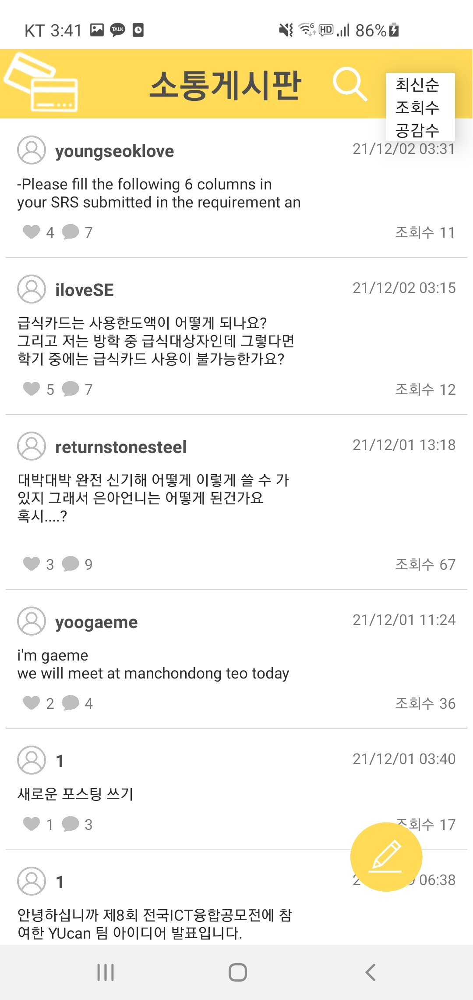 KT 3:41 TALK G HD 86%
소통게시판
최신순
조회수
공감수
youngseoklove 21/12/02 03:31
-Please fill the following 6 columns in
your SRS submitted in the requirement an
4 7 조회수 11
iloveSE 21/12/02 03:15
급식카드는 사용한도액이 어떻게 되나요?
그리고 저는 방학 중 급식대상자인데 그렇다면
학기 중에는 급식카드 사용이 불가능한가요?
5 7 조회수 12
returnstonesteel 21/12/01 13:18
대박대박 완전 신기해 어떻게 이렇게 쓸 수 가
있지 그래서 은아언니는 어떻게 된건가요
혹시....?
3 9 조회수 67
yoogaeme 21/12/01 11:24
i'm gaeme
we will meet at manchondong teo today
2 4 조회수 36
1 21/12/01 03:40
새로운 포스팅 쓰기
1 3 조회수 17
1 06:38
안녕하십니까 제8회 전국ICT융합공모전에 참
여한 YUcan 팀 아이디어 발표입니다.